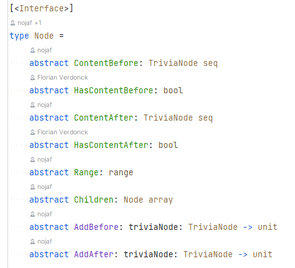 [<Interface>]
nojaf +1
type Node =
nojaf
abstract ContentBefore: TriviaNode seq
Florian Verdonck
abstract HasContentBefore: bool
nojaf
abstract ContentAfter: TriviaNode seq
Florian Verdonck
abstract HasContentAfter: bool
nojaf
abstract Range: range
nojaf
abstract Children: Node array
nojaf
abstract AddBefore: triviaNode: TriviaNode -> unit
nojaf
abstract AddAfter: triviaNode: TriviaNode -> unit